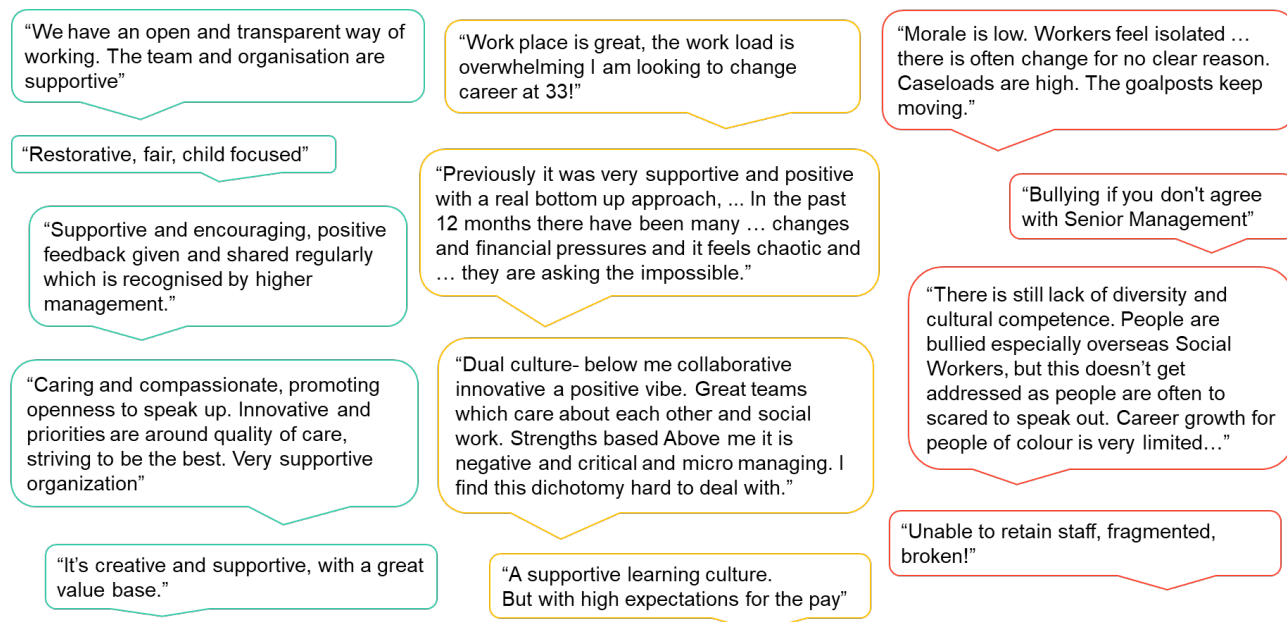 “We have an open and transparent way of
working. The team and organisation are
supportive”
“Restorative, fair, child focused”
“Supportive and encouraging, positive
feedback given and shared regularly
which is recognised by higher
management.”
“Caring and compassionate, promoting
openness to speak up. Innovative and
priorities are around quality of care,
striving to be the best. Very supportive
organization”
“It’s creative and supportive, with a great
value base.”
“Work place is great, the work load is
overwhelming I am looking to change
career at 33!”
“Previously it was very supportive and positive
with a real bottom up approach, ... In the past
12 months there have been many … changes
and financial pressures and it feels chaotic and
… they are asking the impossible.”
“Dual culture- below me collaborative
innovative a positive vibe. Great teams
which care about each other and social
work. Strengths based Above me it is
negative and critical and micro managing. I
find this dichotomy hard to deal with.”
“A supportive learning culture.
But with high expectations for the pay”
“Morale is low. Workers feel isolated …
there is often change for no clear reason.
Caseloads are high. The goalposts keep
moving.”
“Bullying if you don't agree
with Senior Management”
“There is still lack of diversity and
cultural competence. People are
bullied especially overseas Social
Workers, but this doesn’t get
addressed as people are often to
scared to speak out. Career growth for
people of colour is very limited…”
“Unable to retain staff, fragmented,
broken!”